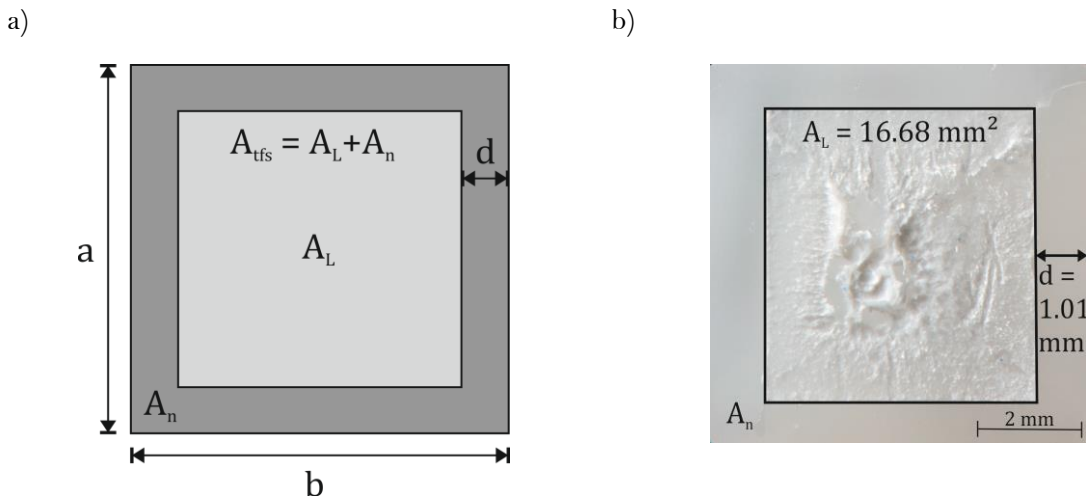 a)
A_tfs = A_L+A_n
d
a
A_L
A_n
b
b)
A_L = 16.68 mm²
d =
1.01
mm
A_n
2 mm